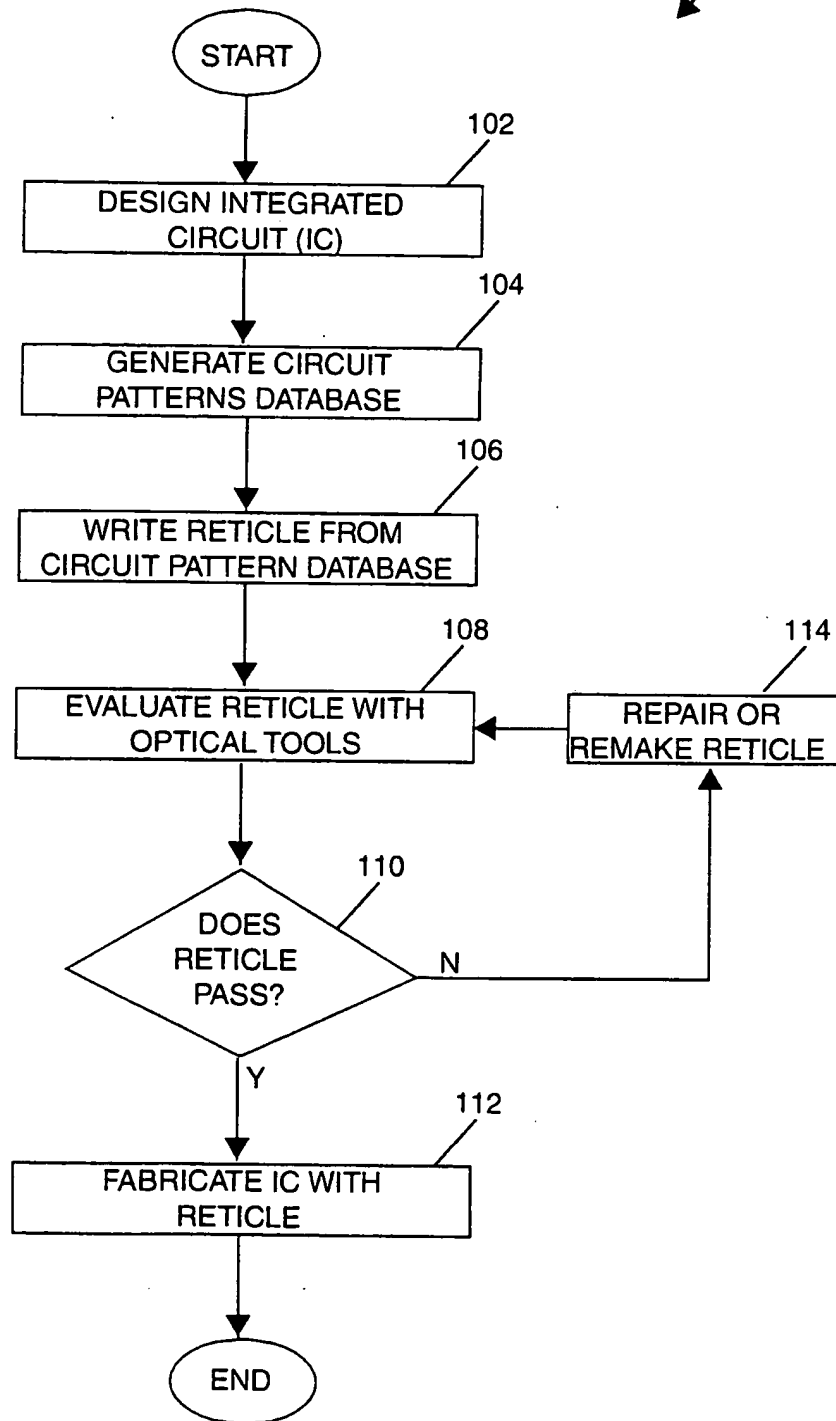 START
102
DESIGN INTEGRATED
CIRCUIT (IC)
104
GENERATE CIRCUIT
PATTERNS DATABASE
106
WRITE RETICLE FROM
CIRCUIT PATTERN DATABASE
108
EVALUATE RETICLE WITH
OPTICAL TOOLS
114
REPAIR OR
REMAKE RETICLE
110
DOES
RETICLE
PASS?
N
Y
112
FABRICATE IC WITH
RETICLE
END